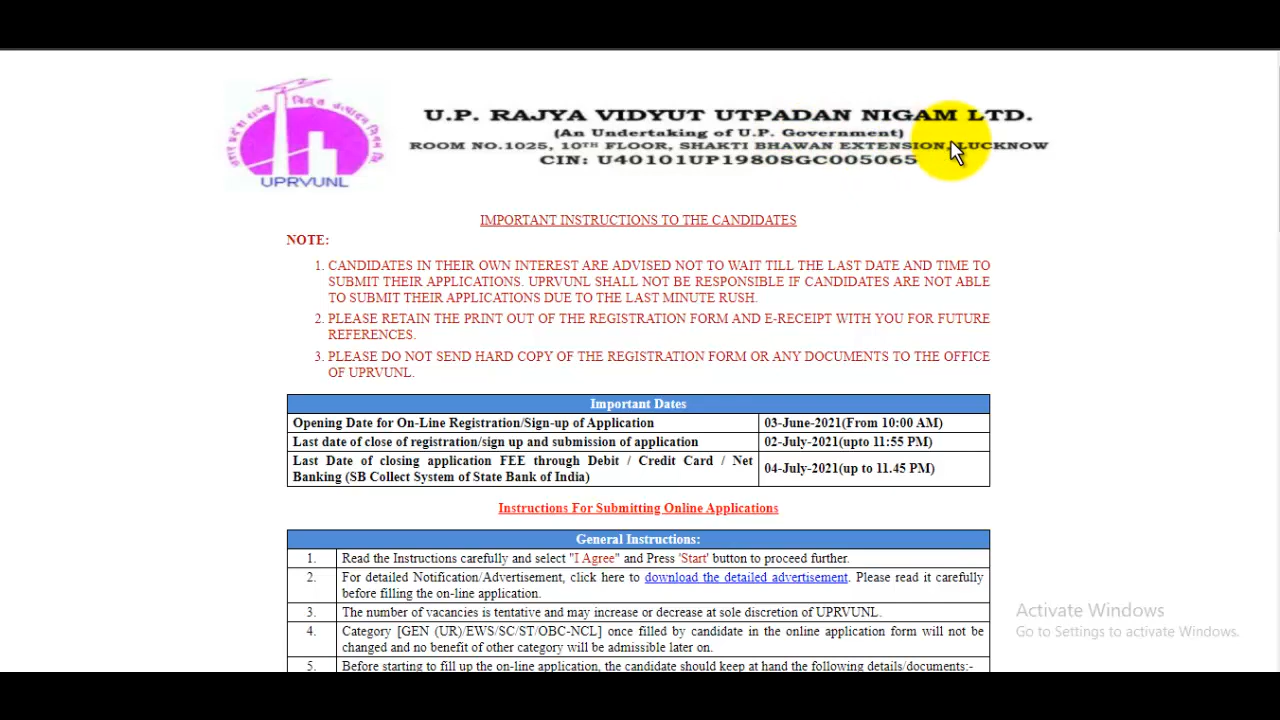 उत्तर प्रदेश राज्य विद्युत उत्पादन निगम लि
UPRVUNL
U.P. RAJYA VIDYUT UTPADAN NIGAM LTD.
(An Undertaking of U.P. Government)
ROOM NO.1025, 10TH FLOOR, SHAKTI BHAWAN EXTENSION, LUCKNOW
CIN: U40101UP1980SGC005065
IMPORTANT INSTRUCTIONS TO THE CANDIDATES
NOTE:
1. CANDIDATES IN THEIR OWN INTEREST ARE ADVISED NOT TO WAIT TILL THE LAST DATE AND TIME TO
SUBMIT THEIR APPLICATIONS. UPRVUNL SHALL NOT BE RESPONSIBLE IF CANDIDATES ARE NOT ABLE
TO SUBMIT THEIR APPLICATIONS DUE TO THE LAST MINUTE RUSH.
2. PLEASE RETAIN THE PRINT OUT OF THE REGISTRATION FORM AND E-RECEIPT WITH YOU FOR FUTURE
REFERENCES.
3. PLEASE DO NOT SEND HARD COPY OF THE REGISTRATION FORM OR ANY DOCUMENTS TO THE OFFICE
OF UPRVUNL.
Important Dates
Opening Date for On-Line Registration/Sign-up of Application 03-June-2021(From 10:00 AM)
Last date of close of registration/sign up and submission of application 02-July-2021(upto 11:55 PM)
Last Date of closing application FEE through Debit / Credit Card / Net
Banking (SB Collect System of State Bank of India) 04-July-2021(up to 11.45 PM)
Instructions For Submitting Online Applications
General Instructions:
1. Read the Instructions carefully and select "I Agree" and Press 'Start' button to proceed further.
2. For detailed Notification/Advertisement, click here to download the detailed advertisement. Please read it carefully
before filling the on-line application.
3. The number of vacancies is tentative and may increase or decrease at sole discretion of UPRVUNL.
4. Category [GEN (UR)/EWS/SC/ST/OBC-NCL] once filled by candidate in the online application form will not be
changed and no benefit of other category will be admissible later on.
5. Before starting to fill up the on-line application, the candidate should keep at hand the following details/documents:-
Activate Windows
Go to Settings to activate Windows.